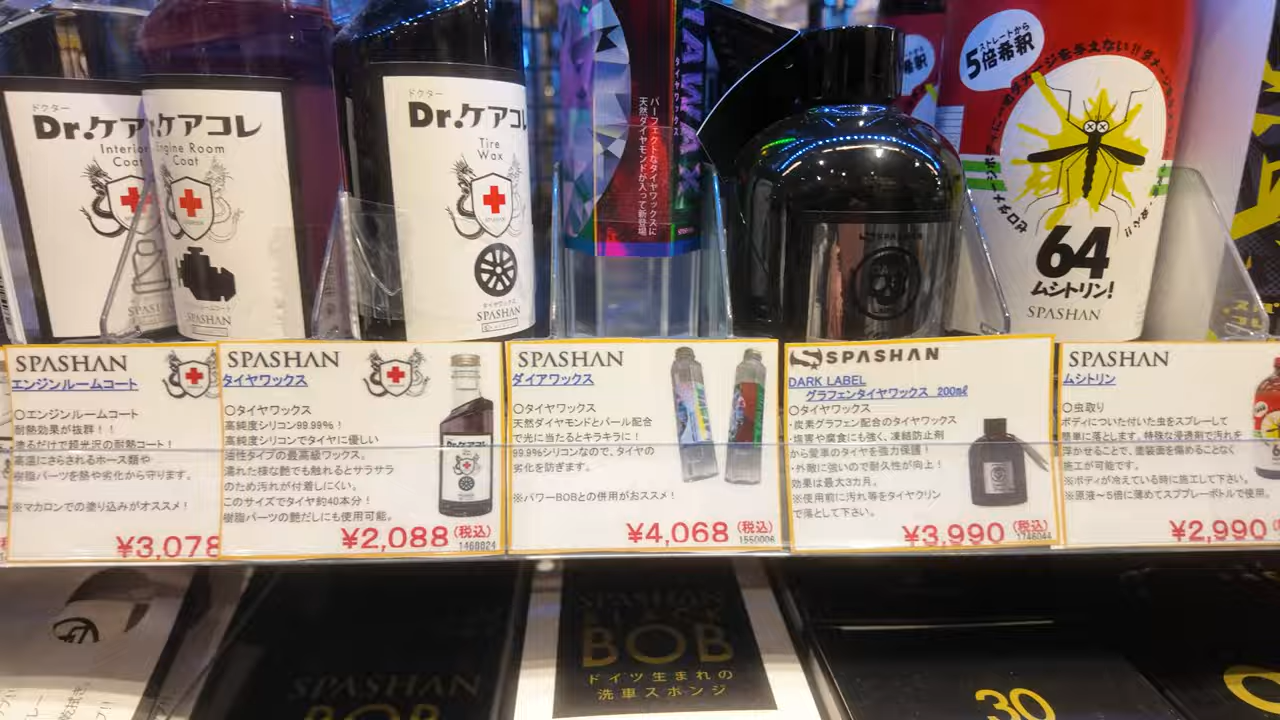 ドクター
Dr.ケア
Interior
Coat
SPASHAN
ケアコレ
Engine Room
Coat
SPASHAN
ドクター
Dr.ケアコレ
Tire
Wax
SPASHAN
タイヤワックス
SPASHAN
タイヤワックス
パーフェクトなタイヤワックスに
天然ダイヤモンドが入って新登場
SPASHAN
ストレートから
5倍希釈
64
ムシトリン!
SPASHAN
SPASHAN
エンジンルームコート
○エンジンルームコート
耐熱効果が抜群!!
塗るだけで超光沢の耐熱コート!
高温にさらされるホース類や
樹脂パーツを熱や劣化から守ります。
※マカロンでの塗り込みがオススメ!
¥3,078
SPASHAN
タイヤワックス
○タイヤワックス
高純度シリコン99.99%!
高純度シリコンでタイヤに優しい
油性タイプの最高級ワックス。
濡れた様な艶でも触れるとサラサラ
のため汚れが付着しにくい。
このサイズでタイヤ約40本分!
樹脂パーツの艶だしにも使用可能。
¥2,088(税込)
1468824
SPASHAN
ダイアワックス
○タイヤワックス
天然ダイヤモンドとパール配合
で光に当たるとキラキラに!
99.9%シリコンなので、タイヤの
劣化を防ぎます。
※パワーBOBとの併用がおススメ!
¥4,068(税込)
1550006
SPASHAN
DARK LABEL
グラフェンタイヤワックス 200ml
○タイヤワックス
・炭素グラフェン配合のタイヤワックス
塩害や腐食にも強く、凍結防止剤
から愛車のタイヤを強力保護!
・外敵に強いので耐久性が向上!
効果は最大3カ月。
※使用前に汚れ等をタイヤクリン
で落として下さい。
¥3,990(税込)
1746044
SPASHAN
ムシトリン
○虫取り
ボディについた付いた虫をスプレーして
簡単に落とします。特殊な浸透剤で汚れを
浮かせることで、塗装面を傷めることなく
施工が可能です。
※ボディが冷えている時に施工して下さい。
※原液~5倍に薄めてスプレーボトルで使用。
¥2,990(税込)
SPASHAN
BOB
SPASHAN
BOB
ドイツ生まれの
洗車スポンジ
30